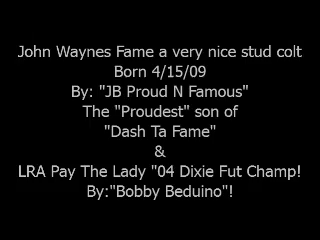 John Waynes Fame a very nice stud colt
Born 4/15/09
By: "JB Proud N Famous"
The "Proudest" son of
"Dash Ta Fame"
&
LRA Pay The Lady "04 Dixie Fut Champ!
By:"Bobby Beduino"!